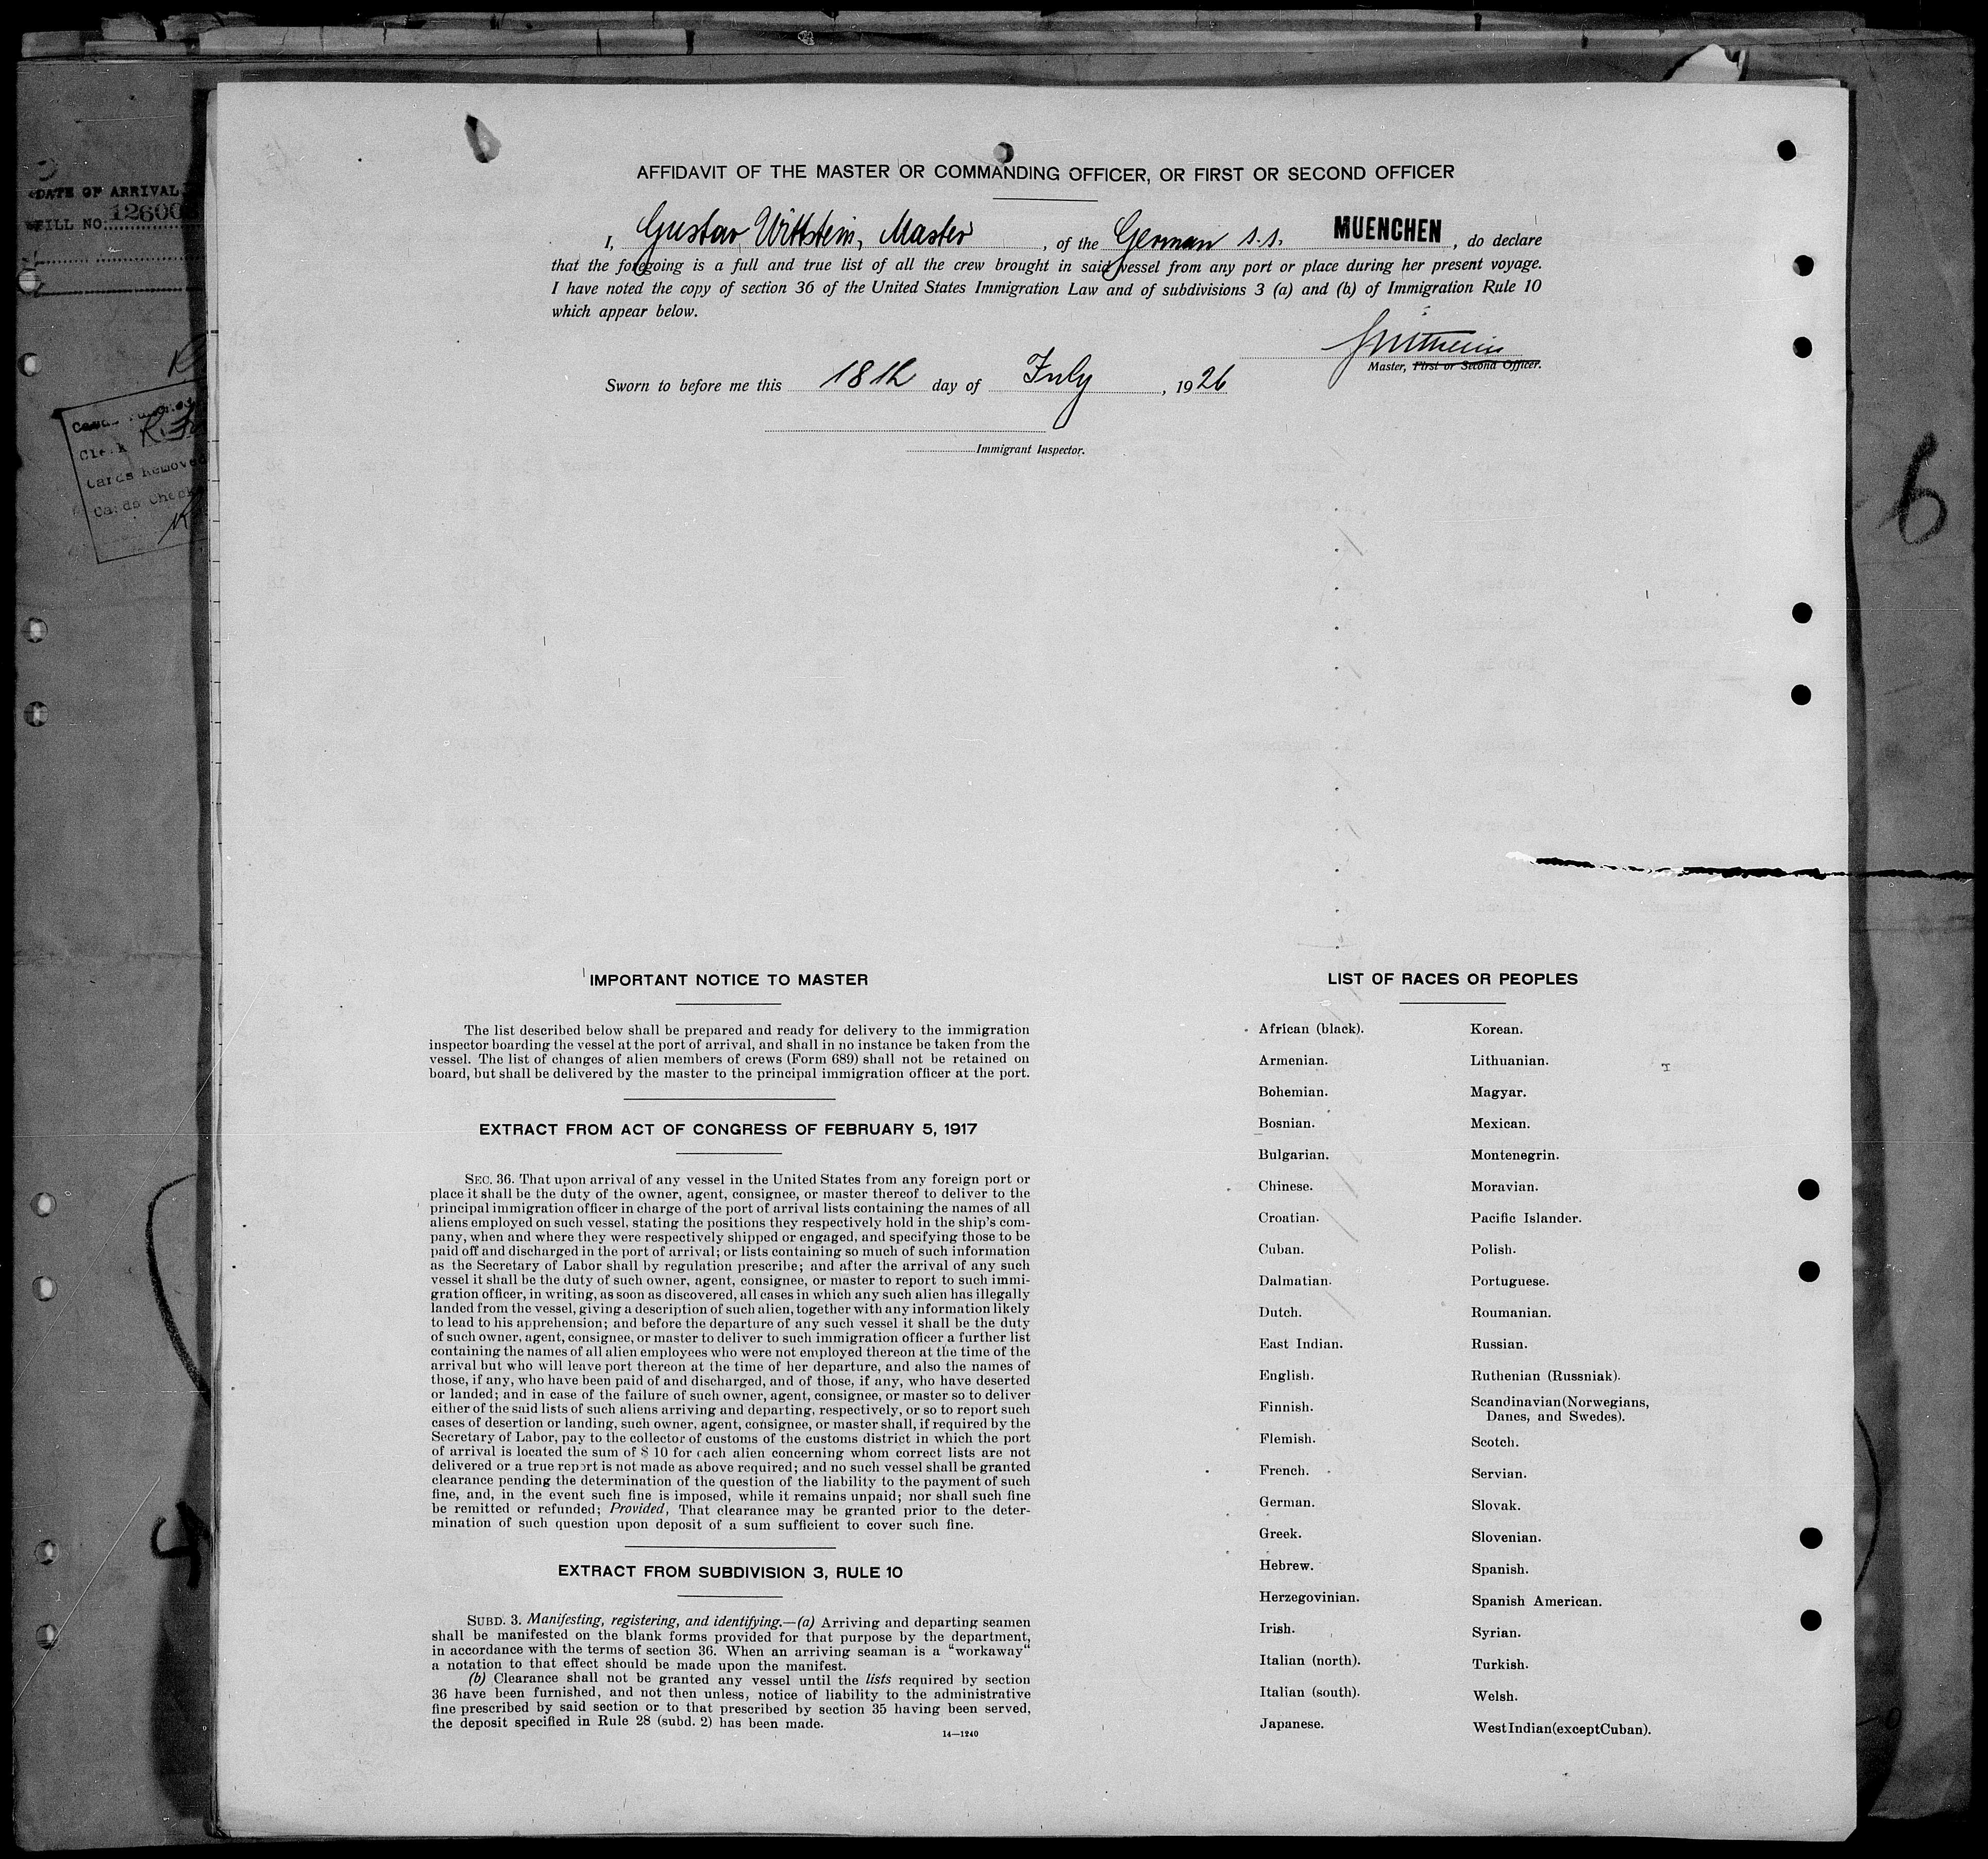 AFFIDAVIT OF THE MASTER OR COMMANDING OFFICER, OR FIRST OR SECOND OFFICER
I, Gustav Wittstein, Master, of the German s.s. MUENCHEN, do declare
that the foregoing is a full and true list of all the crew brought in said vessel from any port or place during her present voyage.
I have noted the copy of section 36 of the United States Immigration Law and of subdivisions 3 (a) and (b) of Immigration Rule 10
which appear below.
Master, First or Second Officer.
Sworn to before me this 18th day of July, 1926
Immigrant Inspector.
DATE OF ARRIVAL
FILL NO. 12600
Clerk
Cards Removed
6
IMPORTANT NOTICE TO MASTER
The list described below shall be prepared and ready for delivery to the immigration
inspector boarding the vessel at the port of arrival, and shall in no instance be taken from the
vessel. The list of changes of alien members of crews (Form 689) shall not be retained on
board, but shall be delivered by the master to the principal immigration officer at the port.
EXTRACT FROM ACT OF CONGRESS OF FEBRUARY 5, 1917
SEC. 36. That upon arrival of any vessel in the United States from any foreign port or
place it shall be the duty of the owner, agent, consignee, or master thereof to deliver to the
principal immigration officer in charge of the port of arrival lists containing the names of all
aliens employed on such vessel, stating the positions they respectively hold in the ship's com-
pany, when and where they were respectively shipped or engaged, and specifying those to be
paid off and discharged in the port of arrival; or lists containing so much of such information
as the Secretary of Labor shall by regulation prescribe; and after the arrival of any such
vessel it shall be the duty of such owner, agent, consignee, or master to report to such immi-
gration officer, in writing, as soon as discovered, all cases in which any such alien has illegally
landed from the vessel, giving a description of such alien, together with any information likely
to lead to his apprehension; and before the departure of any such vessel it shall be the duty
of such owner, agent, consignee, or master to deliver to such immigration officer a further list
containing the names of all alien employees who were not employed thereon at the time of the
arrival but who will leave port thereon at the time of her departure, and also the names of
those, if any, who have been paid of and discharged, and of those, if any, who have deserted
or landed; and in case of the failure of such owner, agent, consignee, or master so to deliver
either of the said lists of such aliens arriving and departing, respectively, or so to report such
cases of desertion or landing, such owner, agent, consignee, or master shall, if required by the
Secretary of Labor, pay to the collector of customs of the customs district in which the port
of arrival is located the sum of $ 10 for each alien concerning whom correct lists are not
delivered or a true report is not made as above required; and no such vessel shall be granted
clearance pending the determination of the question of the liability to the payment of such
fine, and, in the event such fine is imposed, while it remains unpaid; nor shall such fine
be remitted or refunded; Provided, That clearance may be granted prior to the deter-
mination of such question upon deposit of a sum sufficient to cover such fine.
EXTRACT FROM SUBDIVISION 3, RULE 10
SUBD. 3. Manifesting, registering, and identifying.—(a) Arriving and departing seamen
shall be manifested on the blank forms provided for that purpose by the department,
in accordance with the terms of section 36. When an arriving seaman is a "workaway"
a notation to that effect should be made upon the manifest.
(b) Clearance shall not be granted any vessel until the lists required by section
36 have been furnished, and not then unless, notice of liability to the administrative
fine prescribed by said section or to that prescribed by section 35 having been served,
the deposit specified in Rule 28 (subd. 2) has been made.
14—1240
LIST OF RACES OR PEOPLES
African (black).
Armenian.
Bohemian.
Bosnian.
Bulgarian.
Chinese.
Croatian.
Cuban.
Dalmatian.
Dutch.
East Indian.
English.
Finnish.
Flemish.
French.
German.
Greek.
Hebrew.
Herzegovinian.
Irish.
Italian (north).
Italian (south).
Japanese.
Korean.
Lithuanian.
Magyar.
Mexican.
Montenegrin.
Moravian.
Pacific Islander.
Polish.
Portuguese.
Roumanian.
Russian.
Ruthenian (Russniak).
Scandinavian (Norwegians,
Danes, and Swedes).
Scotch.
Servian.
Slovak.
Slovenian.
Spanish.
Spanish American.
Syrian.
Turkish.
Welsh.
West Indian (except Cuban).